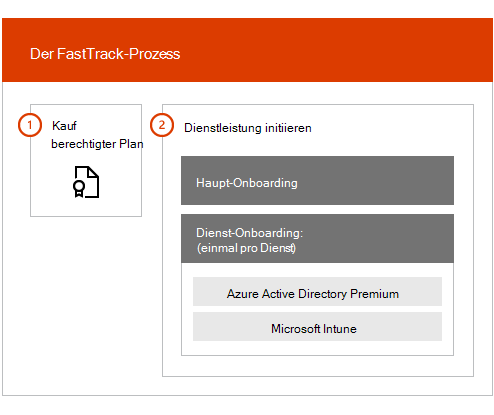 Der FastTrack-Prozess
1
Kauf
berechtigter Plan
2
Dienstleistung initiieren
Haupt-Onboarding
Dienst-Onboarding:
(einmal pro Dienst)
Azure Active Directory Premium
Microsoft Intune